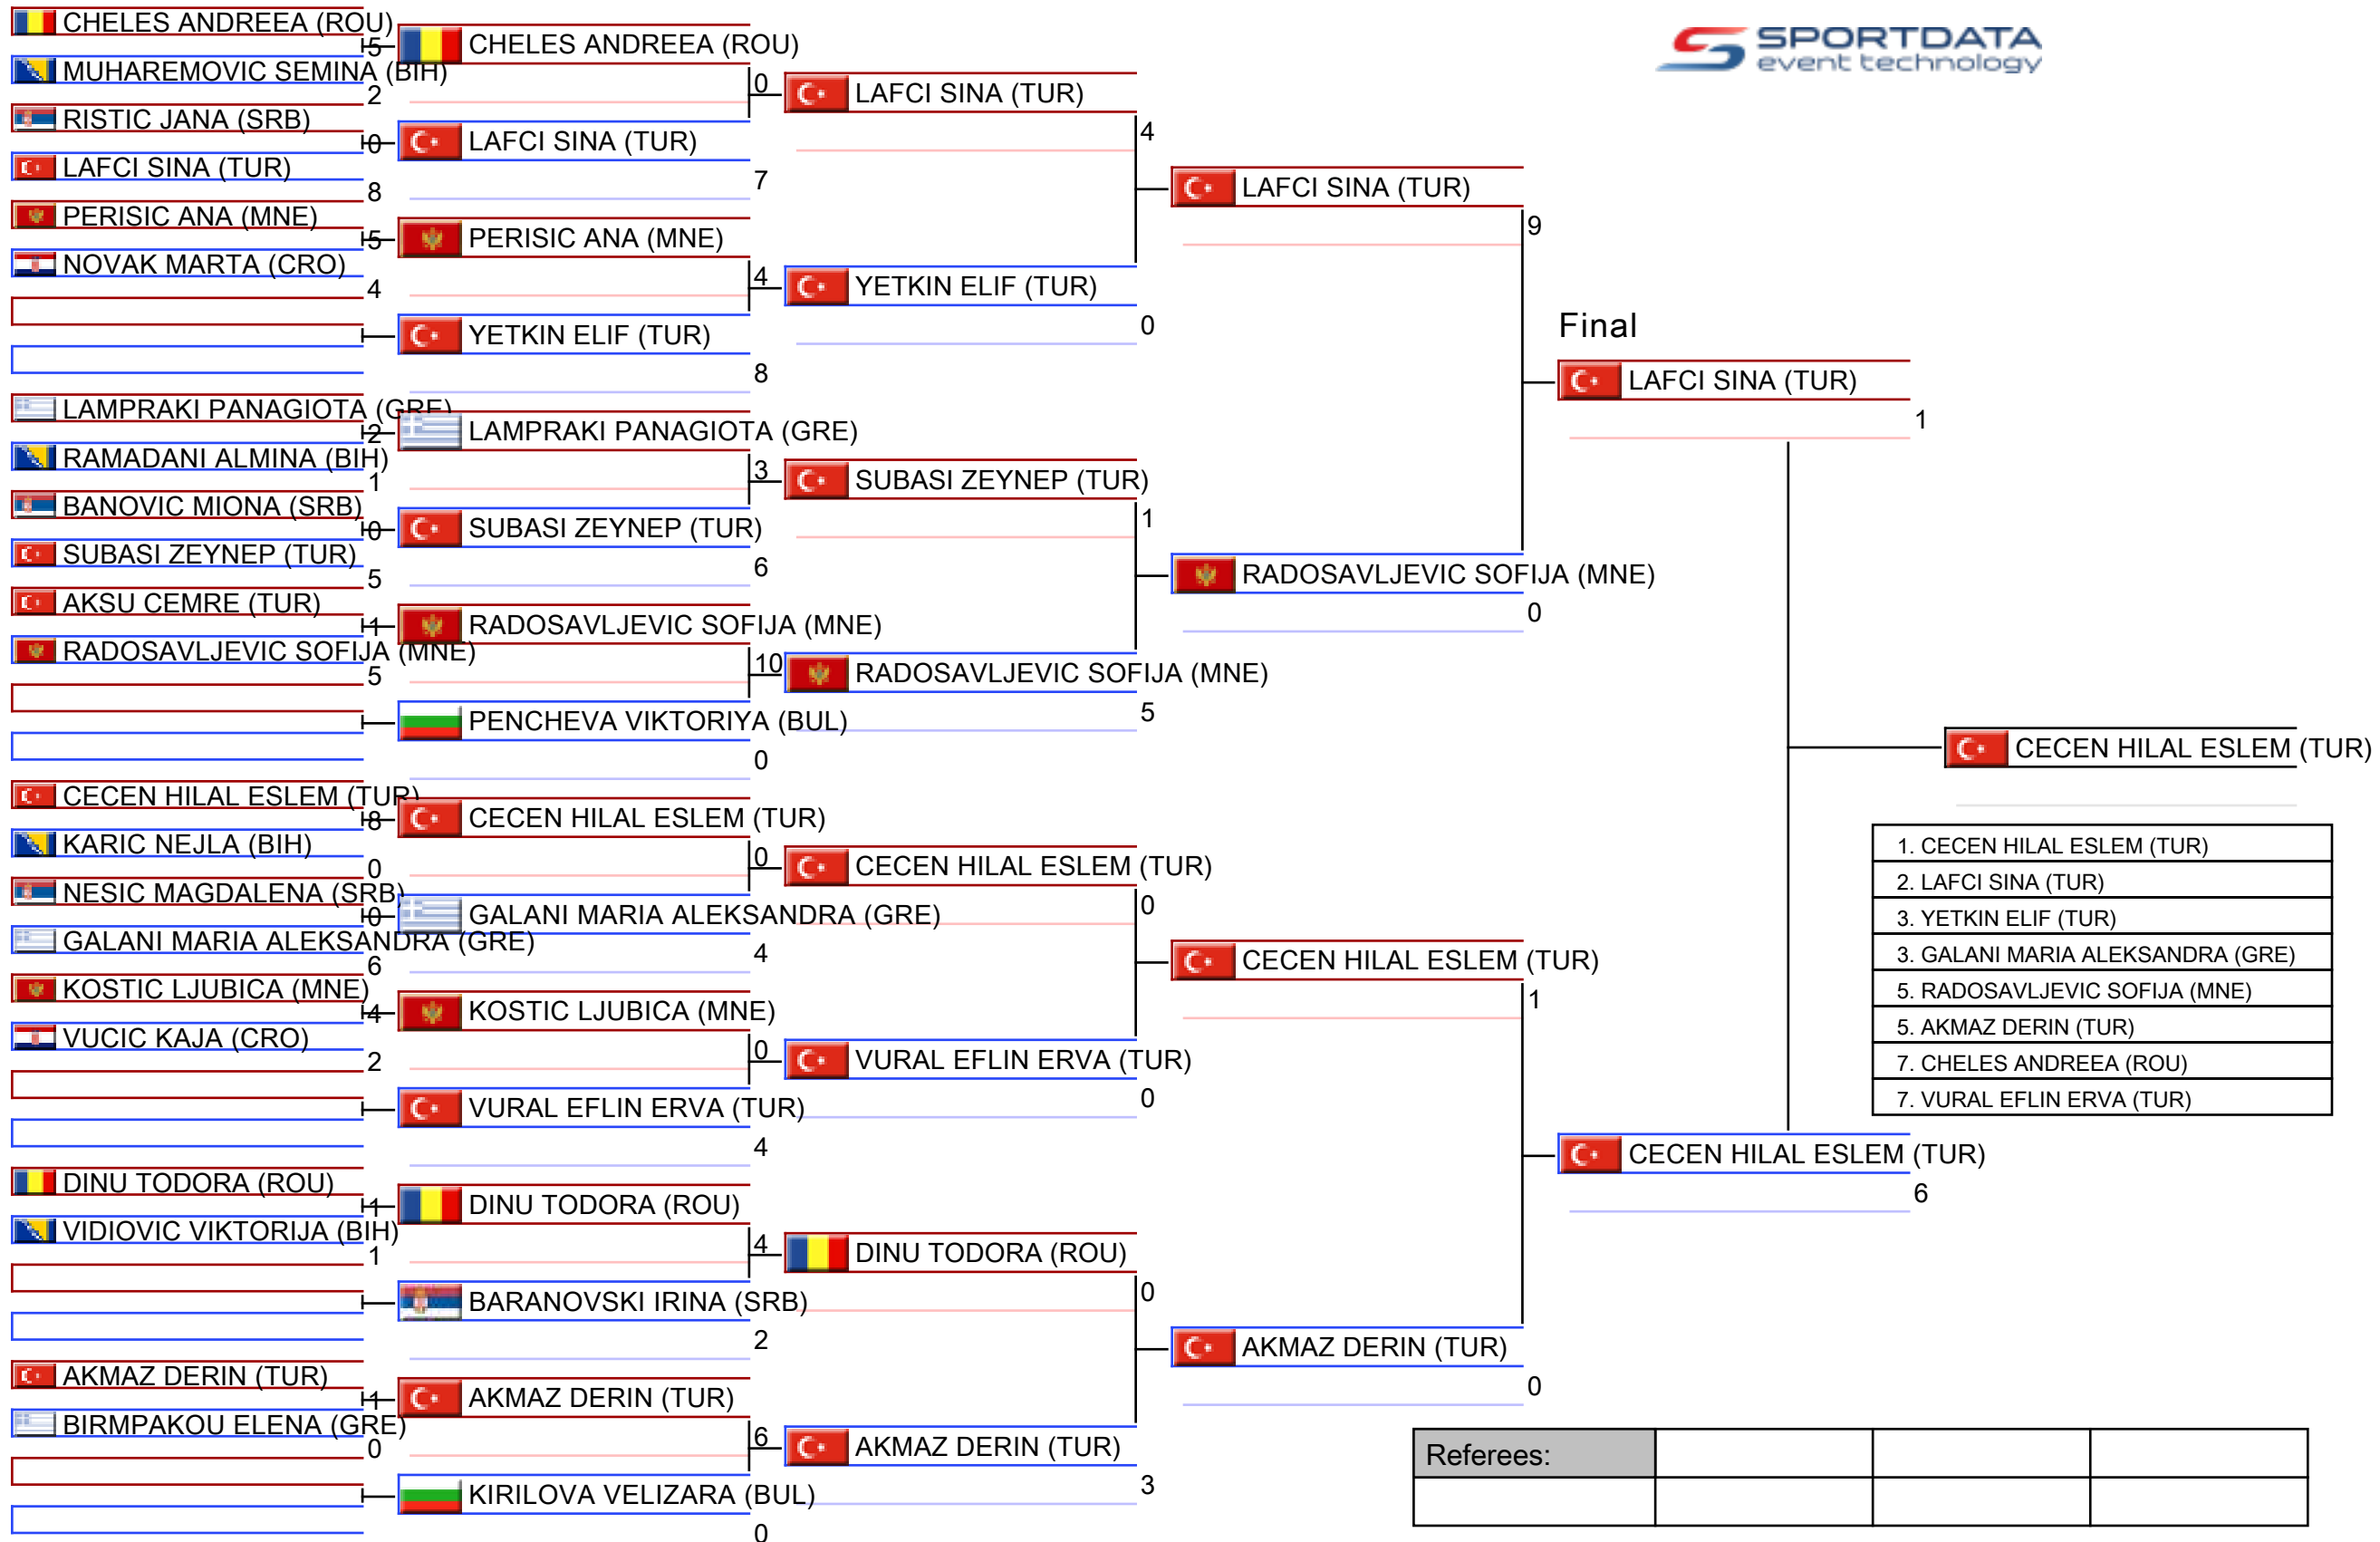 SPORTDATA
event technology
CHELES ANDREEA (ROU)
5
MUHAREMOVIC SEMINA (BIH)
2
RISTIC JANA (SRB)
0
LAFCI SINA (TUR)
8
PERISIC ANA (MNE)
5
NOVAK MARTA (CRO)
4
LAMPRAKI PANAGIOTA (GRE)
2
RAMADANI ALMINA (BIH)
1
BANOVIC MIONA (SRB)
0
SUBASI ZEYNEP (TUR)
5
AKSU CEMRE (TUR)
1
RADOSAVLJEVIC SOFIJA (MNE)
5
CECEN HILAL ESLEM (TUR)
8
KARIC NEJLA (BIH)
0
NESIC MAGDALENA (SRB)
0
GALANI MARIA ALEKSANDRA (GRE)
6
KOSTIC LJUBICA (MNE)
4
VUCIC KAJA (CRO)
2
DINU TODORA (ROU)
1
VIDIOVIC VIKTORIJA (BIH)
1
AKMAZ DERIN (TUR)
1
BIRMPAKOU ELENA (GRE)
0
CHELES ANDREEA (ROU)
0
LAFCI SINA (TUR)
7
PERISIC ANA (MNE)
4
YETKIN ELIF (TUR)
8
LAMPRAKI PANAGIOTA (GRE)
3
SUBASI ZEYNEP (TUR)
6
RADOSAVLJEVIC SOFIJA (MNE)
10
PENCHEVA VIKTORIYA (BUL)
0
CECEN HILAL ESLEM (TUR)
0
GALANI MARIA ALEKSANDRA (GRE)
4
KOSTIC LJUBICA (MNE)
0
VURAL EFLIN ERVA (TUR)
4
DINU TODORA (ROU)
4
BARANOVSKI IRINA (SRB)
2
AKMAZ DERIN (TUR)
6
KIRILOVA VELIZARA (BUL)
0
LAFCI SINA (TUR)
4
YETKIN ELIF (TUR)
0
SUBASI ZEYNEP (TUR)
1
RADOSAVLJEVIC SOFIJA (MNE)
5
CECEN HILAL ESLEM (TUR)
0
VURAL EFLIN ERVA (TUR)
0
DINU TODORA (ROU)
0
AKMAZ DERIN (TUR)
3
LAFCI SINA (TUR)
9
RADOSAVLJEVIC SOFIJA (MNE)
0
CECEN HILAL ESLEM (TUR)
1
AKMAZ DERIN (TUR)
0
Final
LAFCI SINA (TUR)
1
CECEN HILAL ESLEM (TUR)
6
CECEN HILAL ESLEM (TUR)
1. CECEN HILAL ESLEM (TUR)
2. LAFCI SINA (TUR)
3. YETKIN ELIF (TUR)
3. GALANI MARIA ALEKSANDRA (GRE)
5. RADOSAVLJEVIC SOFIJA (MNE)
5. AKMAZ DERIN (TUR)
7. CHELES ANDREEA (ROU)
7. VURAL EFLIN ERVA (TUR)
Referees: